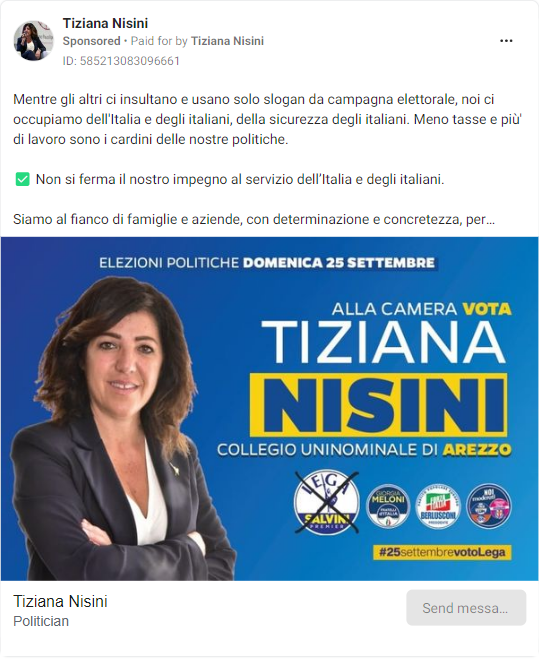 Tiziana Nisini
Sponsored • Paid for by Tiziana Nisini
ID: 585213083096661
Mentre gli altri ci insultano e usano solo slogan da campagna elettorale, noi ci
occupiamo dell'Italia e degli italiani, della sicurezza degli italiani. Meno tasse e più'
di lavoro sono i cardini delle nostre politiche.
✅ Non si ferma il nostro impegno al servizio dell'Italia e degli italiani.
Siamo al fianco di famiglie e aziende, con determinazione e concretezza, per...
ELEZIONI POLITICHE DOMENICA 25 SETTEMBRE
ALLA CAMERA VOTA
TIZIANA
NISINI
COLLEGIO UNINOMINALE DI AREZZO
LEGA
SALVINI
PREMIER
GIORGIA
MELONI
FRATELLI
D'ITALIA
FORZA
ITALIA
BERLUSCONI
PRESIDENTE
NOI
moderati
#25settembrevotoLega
Tiziana Nisini
Politician
Send messa...